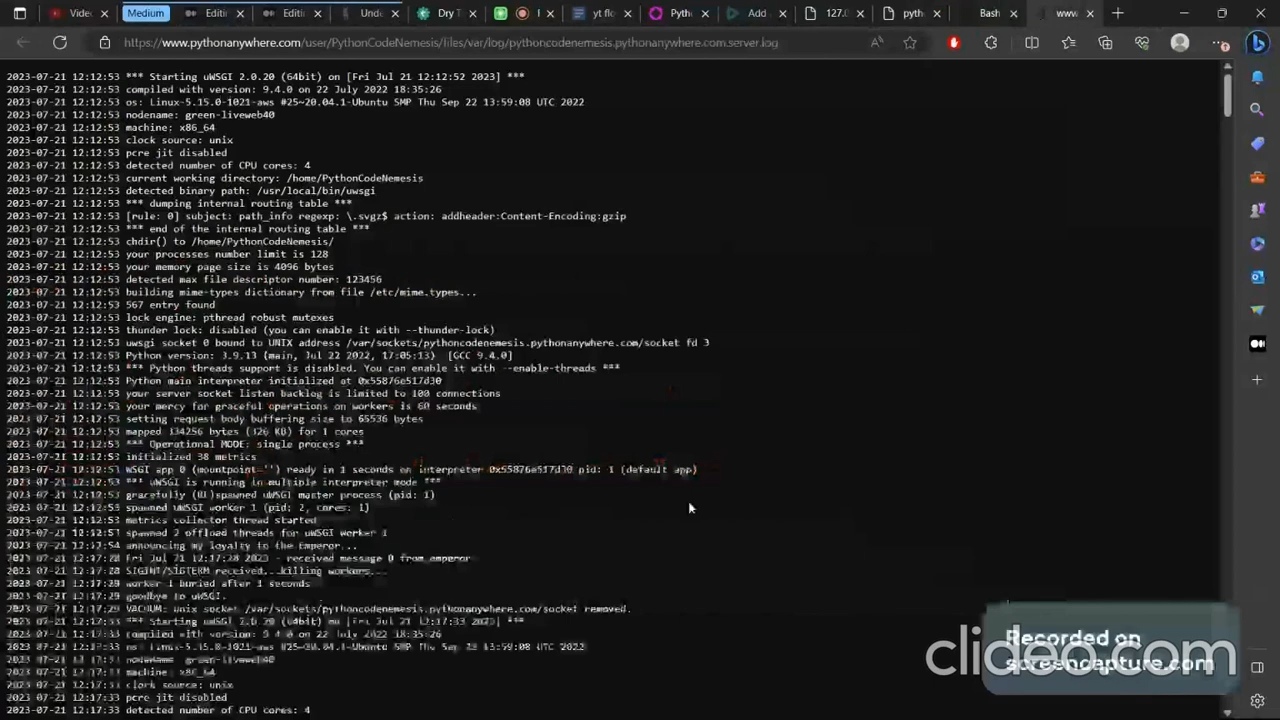 Video
Medium
Editi
Editi
Unde
Dry T
yt flo
Pyth
Add
127.0
pyth
Bash
www
https://www.pythonanywhere.com/user/PythonCodeNemesis/files/var/log/pythoncodenemesis.pythonanywhere.com.server.log
2023-07-21 12:12:53 *** Starting uWSGI 2.0.20 (64bit) on [Fri Jul 21 12:12:52 2023] ***
2023-07-21 12:12:53 compiled with version: 9.4.0 on 22 July 2022 18:35:26
2023-07-21 12:12:53 os: Linux-5.15.0-1021-aws #25~20.04.1-Ubuntu SMP Thu Sep 22 13:59:08 UTC 2022
2023-07-21 12:12:53 nodename: green-liveweb40
2023-07-21 12:12:53 machine: x86_64
2023-07-21 12:12:53 clock source: unix
2023-07-21 12:12:53 pcre jit disabled
2023-07-21 12:12:53 detected number of CPU cores: 4
2023-07-21 12:12:53 current working directory: /home/PythonCodeNemesis
2023-07-21 12:12:53 detected binary path: /usr/local/bin/uwsgi
2023-07-21 12:12:53 *** dumping internal routing table ***
2023-07-21 12:12:53 [rule: 0] subject: path_info regexp: \.svgz$ action: addheader:Content-Encoding:gzip
2023-07-21 12:12:53 *** end of the internal routing table ***
2023-07-21 12:12:53 chdir() to /home/PythonCodeNemesis/
2023-07-21 12:12:53 your processes number limit is 128
2023-07-21 12:12:53 your memory page size is 4096 bytes
2023-07-21 12:12:53 detected max file descriptor number: 123456
2023-07-21 12:12:53 building mime-types dictionary from file /etc/mime.types...
2023-07-21 12:12:53 567 entry found
2023-07-21 12:12:53 lock engine: pthread robust mutexes
2023-07-21 12:12:53 thunder lock: disabled (you can enable it with --thunder-lock)
2023-07-21 12:12:53 uwsgi socket 0 bound to UNIX address /var/sockets/pythoncodenemesis.pythonanywhere.com/socket fd 3
2023-07-21 12:12:53 Python version: 3.9.13 (main, Jul 22 2022, 17:05:13) [GCC 9.4.0]
2023-07-21 12:12:53 *** Python threads support is disabled. You can enable it with --enable-threads ***
2023-07-21 12:12:53 Python main interpreter initialized at 0x55876e517d30
2023-07-21 12:12:53 your server socket listen backlog is limited to 100 connections
2023-07-21 12:12:53 your mercy for graceful operations on workers is 60 seconds
2023-07-21 12:12:53 setting request body buffering size to 65536 bytes
2023-07-21 12:12:53 mapped 134256 bytes (126 KB) for 1 cores
2023-07-21 12:12:53 *** Operational MODE: single process ***
2023-07-21 12:12:53 initialized 38 metrics
2023-07-21 12:12:53 WSGI app 0 (mountpoint='') ready in 1 seconds on interpreter 0x55876e517d30 pid: 1 (default app)
2023-07-21 12:12:53 *** uWSGI is running in multiple interpreter mode ***
2023-07-21 12:12:53 gracefully (RE)spawned uWSGI master process (pid: 1)
2023-07-21 12:12:53 spawned uWSGI worker 1 (pid: 2, cores: 1)
2023-07-21 12:12:53 metrics collector thread started
2023-07-21 12:12:53 spawned 2 offload threads for uWSGI worker 1
2023-07-21 12:12:54 announcing my loyalty to the Emperor...
2023-07-21 12:17:28 Fri Jul 21 12:17:28 2023 - received message 0 from emperor
2023-07-21 12:17:28 SIGINT/SIGTERM received...killing workers...
2023-07-21 12:17:29 worker 1 buried after 1 seconds
2023-07-21 12:17:29 goodbye to uWSGI.
2023-07-21 12:17:29 VACUUM: unix socket /var/sockets/pythoncodenemesis.pythonanywhere.com/socket removed.
2023-07-21 12:17:33 *** Starting uWSGI 2.0.20 (64bit) on [Fri Jul 21 12:17:33 2023] ***
2023-07-21 12:17:33 compiled with version: 9.4.0 on 22 July 2022 18:35:26
2023-07-21 12:17:33 os: Linux-5.15.0-1021-aws #25~20.04.1-Ubuntu SMP Thu Sep 22 13:59:08 UTC 2022
2023-07-21 12:17:33 nodename: green-liveweb40
2023-07-21 12:17:33 machine: x86_64
2023-07-21 12:17:33 clock source: unix
2023-07-21 12:17:33 pcre jit disabled
2023-07-21 12:17:33 detected number of CPU cores: 4
Recorded on
screencapture.com
clideo.com